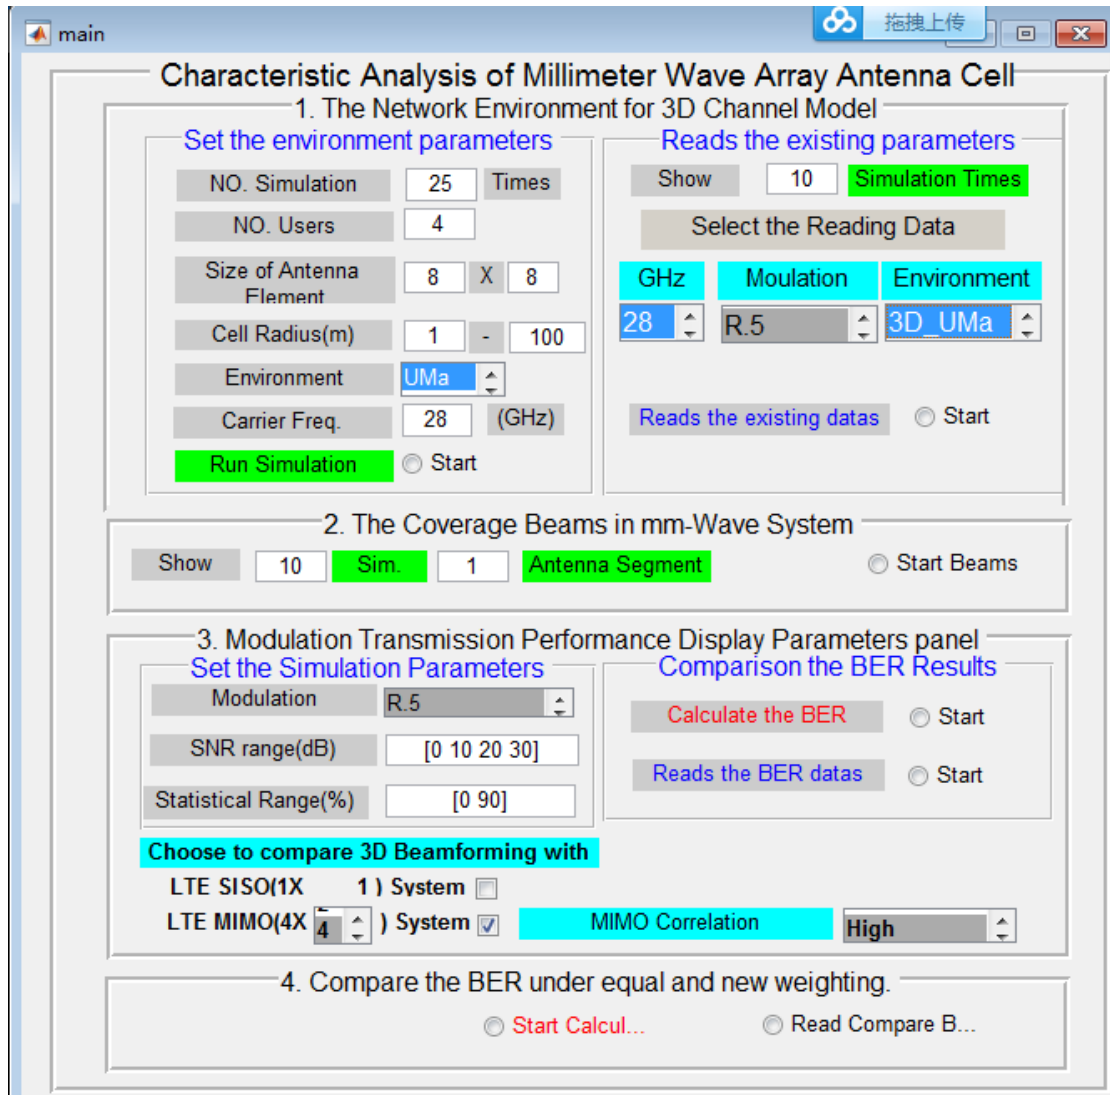 main
拖拽上传
Characteristic Analysis of Millimeter Wave Array Antenna Cell
1. The Network Environment for 3D Channel Model
Set the environment parameters
NO. Simulation 25 Times
NO. Users 4
Size of Antenna
Element
8 X 8
Cell Radius(m) 1 - 100
Environment UMa
Carrier Freq. 28 (GHz)
Run Simulation Start
Reads the existing parameters
Show 10 Simulation Times
Select the Reading Data
GHz Moulation Environment
28 R.5 3D_UMa
Reads the existing datas Start
2. The Coverage Beams in mm-Wave System
Show 10 Sim. 1 Antenna Segment Start Beams
3. Modulation Transmission Performance Display Parameters panel
Set the Simulation Parameters
Modulation R.5
SNR range(dB) [0 10 20 30]
Statistical Range(%) [0 90]
Comparison the BER Results
Calculate the BER Start
Reads the BER datas Start
Choose to compare 3D Beamforming with
LTE SISO(1X 1 ) System
LTE MIMO(4X 4 ) System MIMO Correlation High
4. Compare the BER under equal and new weighting.
Start Calcul... Read Compare B...